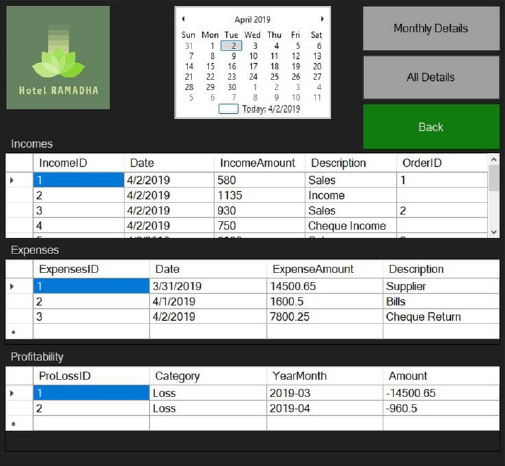 Hotel RAMADHA
April 2019
Sun Mon Tue Wed Thu Fri Sat
31 1 2 3 4 5 6
7 8 9 10 11 12 13
14 15 16 17 18 19 20
21 22 23 24 25 26 27
28 29 30 1 2 3 4
5 6 7 8 9 10 11
Today: 4/2/2019
Monthly Details
All Details
Back
Incomes
IncomeID Date IncomeAmount Description OrderID
1 4/2/2019 580 Sales 1
2 4/2/2019 1135 Income
3 4/2/2019 930 Sales 2
4 4/2/2019 750 Cheque Income
Expenses
ExpensesID Date ExpenseAmount Description
1 3/31/2019 14500.65 Supplier
2 4/1/2019 1600.5 Bills
3 4/2/2019 7800.25 Cheque Return
Profitability
ProLossID Category YearMonth Amount
1 Loss 2019-03 -14500.65
2 Loss 2019-04 -960.5